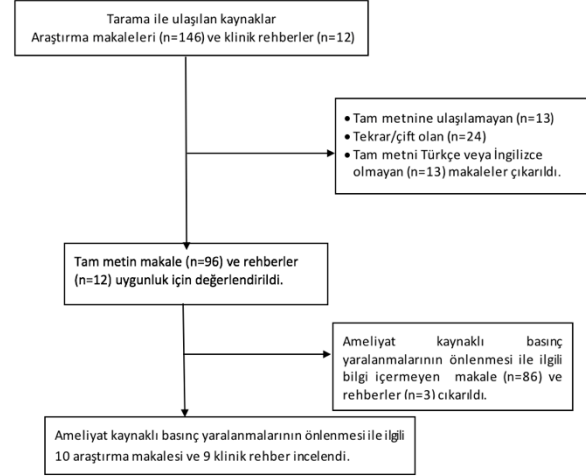 Tarama ile ulaşılan kaynaklar
Araştırma makaleleri (n=146) ve klinik rehberler (n=12)
• Tam metnine ulaşılamayan (n=13)
• Tekrar/çift olan (n=24)
• Tam metni Türkçe veya İngilizce
olmayan (n=13) makaleler çıkarıldı.
Tam metin makale (n=96) ve rehberler
(n=12) uygunluk için değerlendirildi.
Ameliyat kaynaklı basınç
yaralanmalarının önlenmesi ile ilgili
bilgi içermeyen makale (n=86) ve
rehberler (n=3) cıkarıldı.
Ameliyat kaynaklı basınç yaralanmalarının önlenmesi ile ilgili
10 araştırma makalesi ve 9 klinik rehber incelendi.